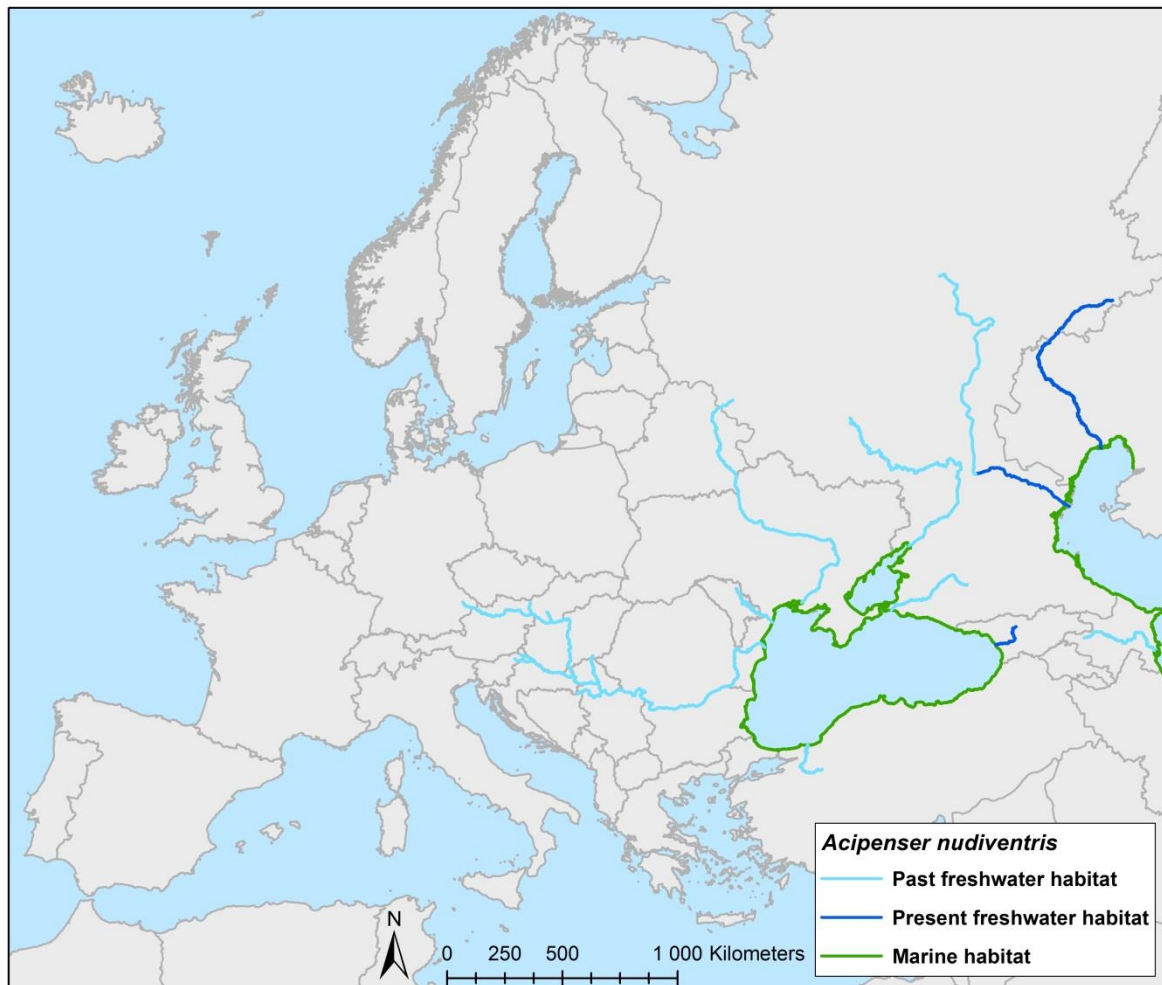 Acipenser nudiventris
Past freshwater habitat
Present freshwater habitat
Marine habitat
N
0 250 500 1 000 Kilometers